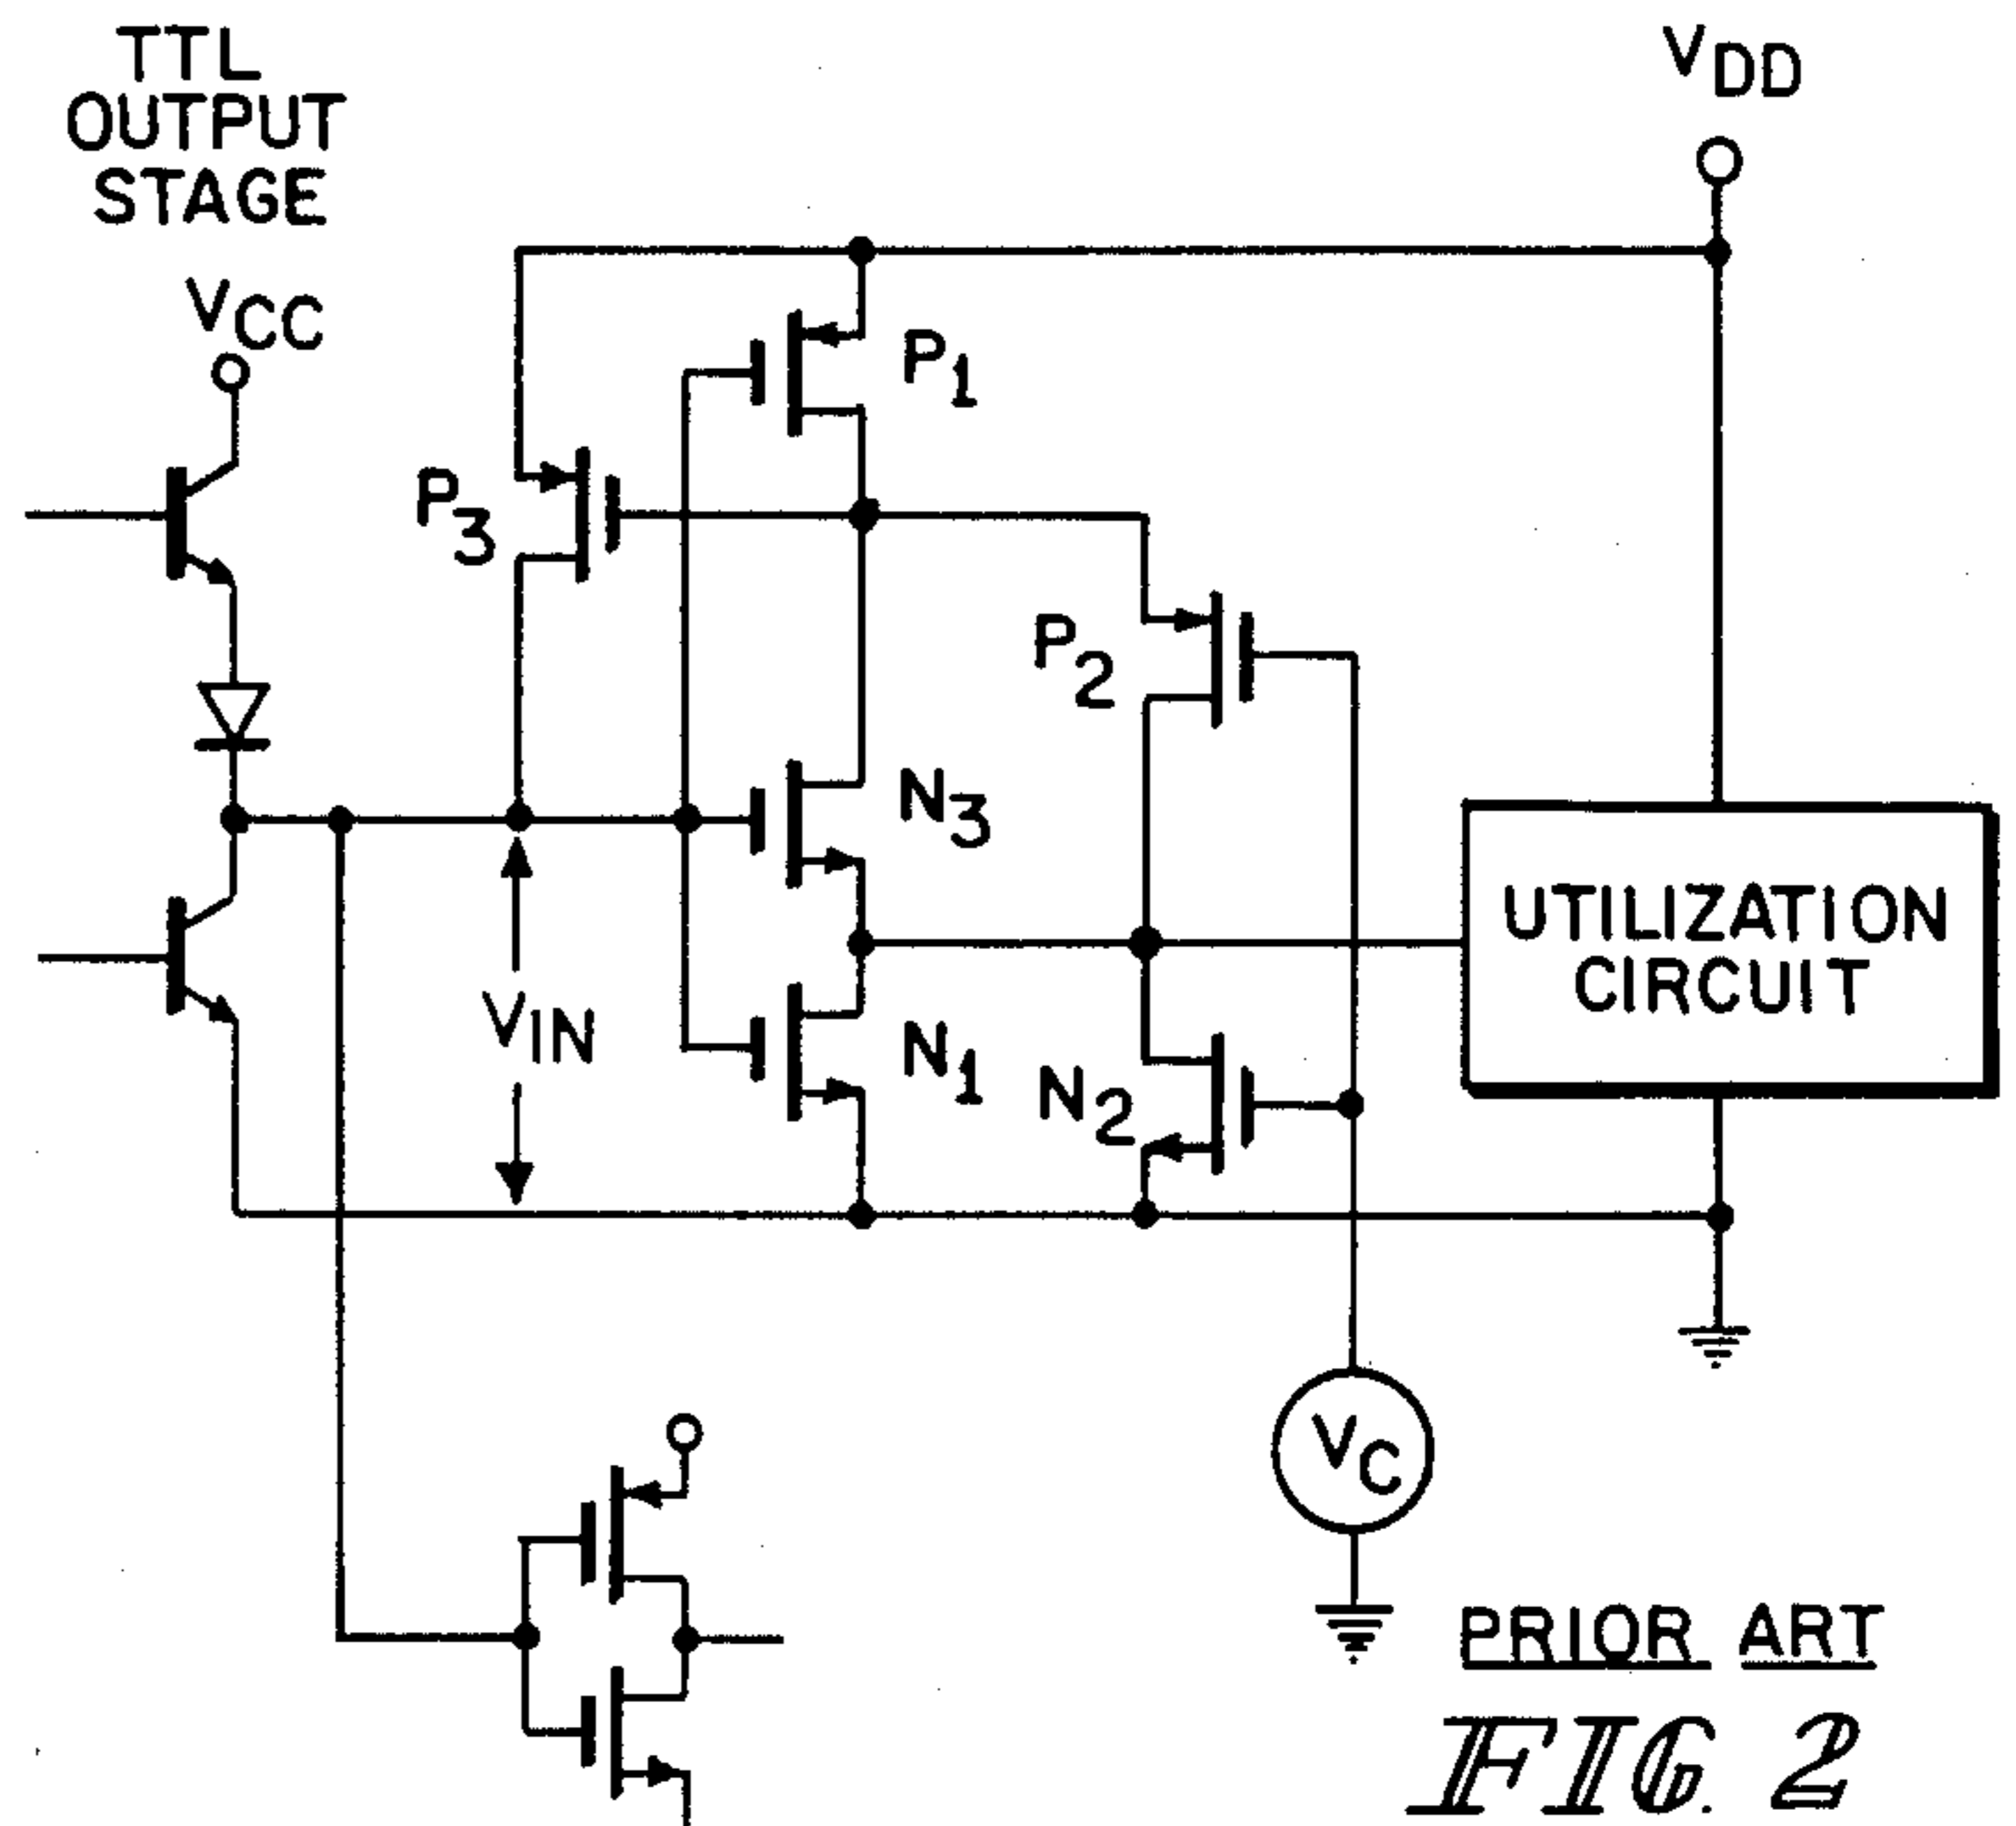 TTL
OUTPUT
STAGE
VCC
VDD
P1
P3
P2
N3
UTILIZATION
CIRCUIT
VIN
N1
N2
VC
PRIOR ART
FIG. 2